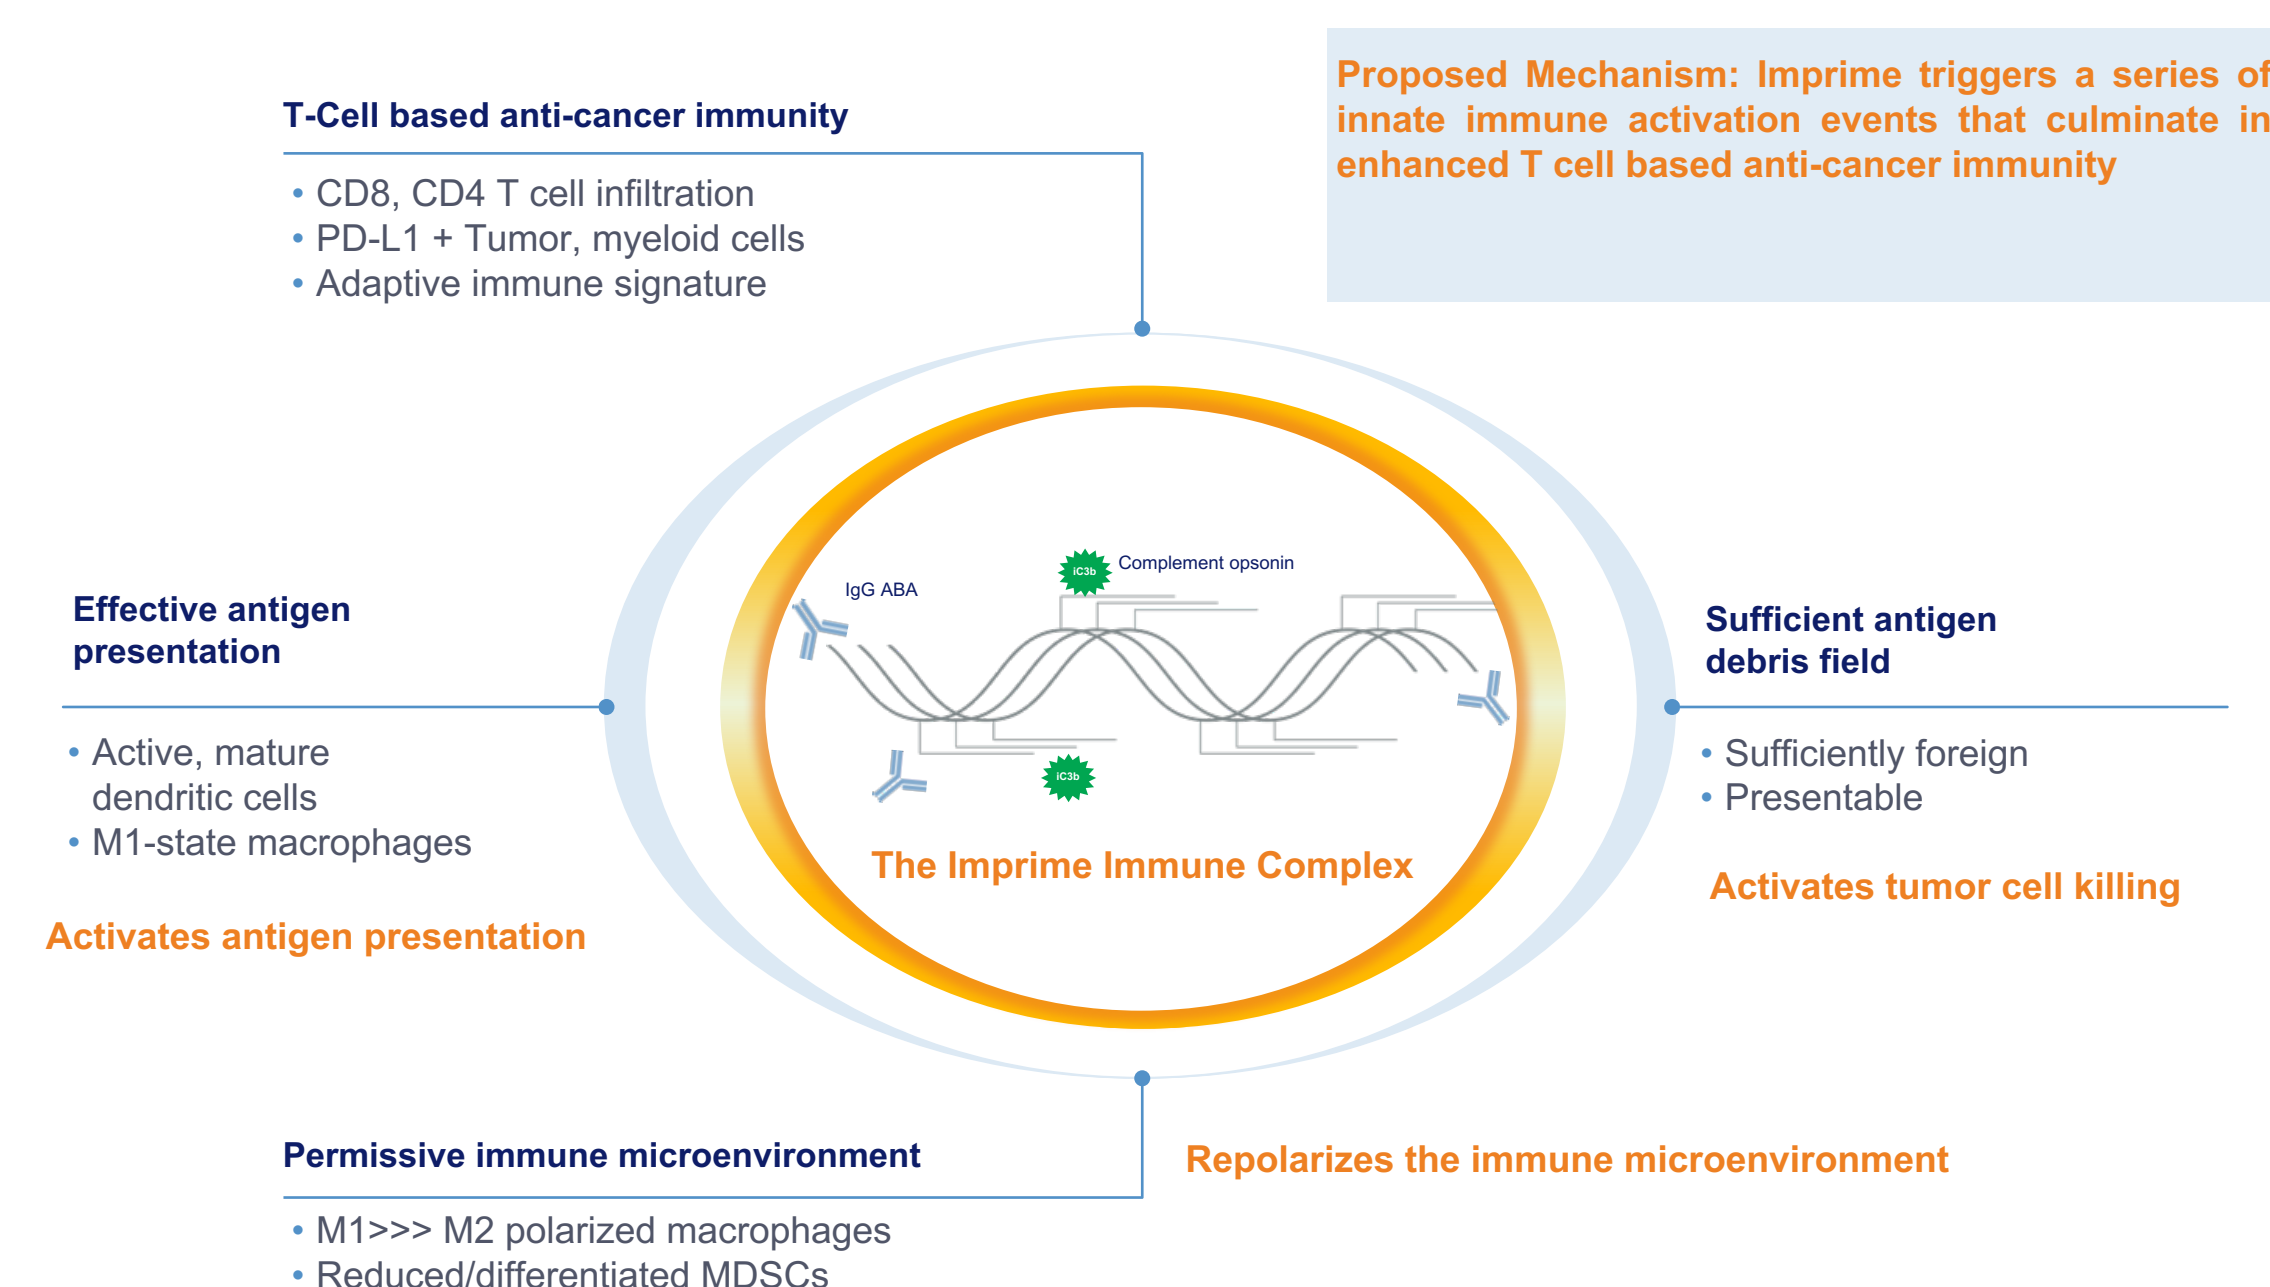 Proposed Mechanism: Imprime triggers a series of
innate immune activation events that culminate in
enhanced T cell based anti-cancer immunity
T-Cell based anti-cancer immunity
• CD8, CD4 T cell infiltration
• PD-L1 + Tumor, myeloid cells
• Adaptive immune signature
IgG ABA
iC3b
Complement opsonin
iC3b
The Imprime Immune Complex
Effective antigen
presentation
• Active, mature
dendritic cells
• M1-state macrophages
Activates antigen presentation
Sufficient antigen
debris field
• Sufficiently foreign
• Presentable
Activates tumor cell killing
Permissive immune microenvironment
• M1>>> M2 polarized macrophages
• Reduced/differentiated MDSCs
Repolarizes the immune microenvironment